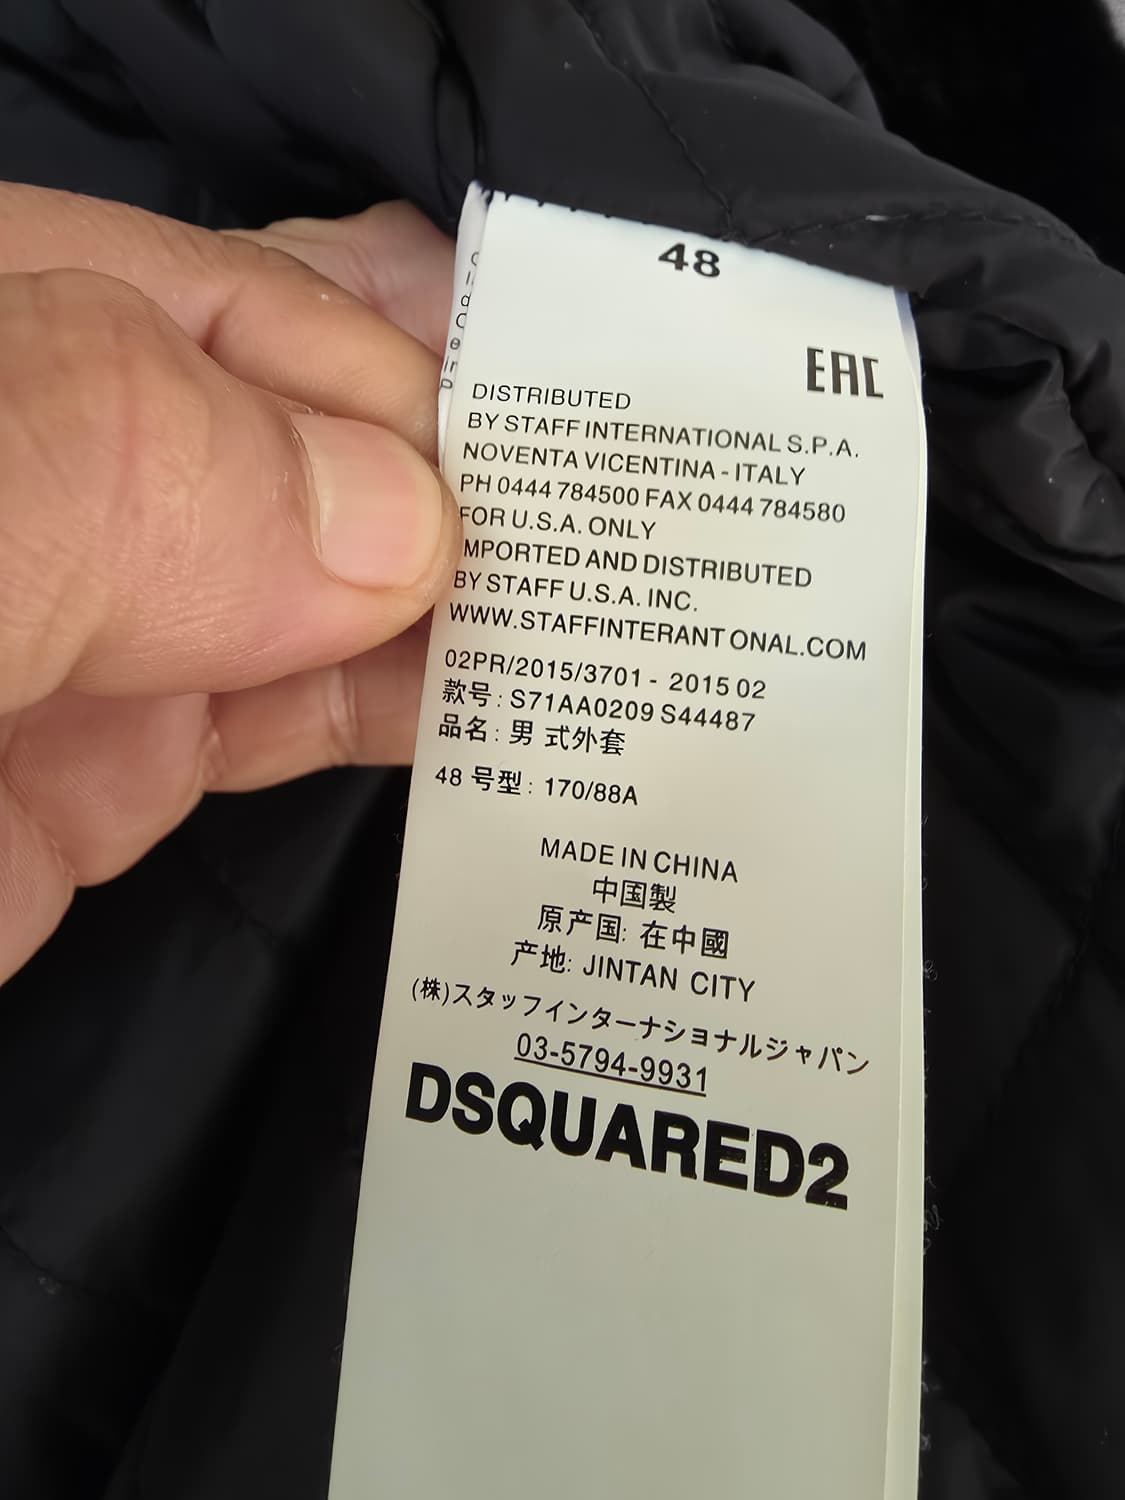 48
EAC
DISTRIBUTED
BY STAFF INTERNATIONAL S.P.A.
NOVENTA VICENTINA - ITALY
PH 0444 784500 FAX 0444 784580
FOR U.S.A. ONLY
MPORTED AND DISTRIBUTED
BY STAFF U.S.A. INC.
WWW.STAFFINTERANT ONAL.COM
02PR/2015/3701 - 2015 02
款号: S71AA0209 S44487
品名: 男 式外套
48 号型: 170/88A
MADE IN CHINA
中国製
原产国: 在中國
产地: JINTAN CITY
(株)スタッフインターナショナルジャパン
03-5794-9931
DSQUARED2